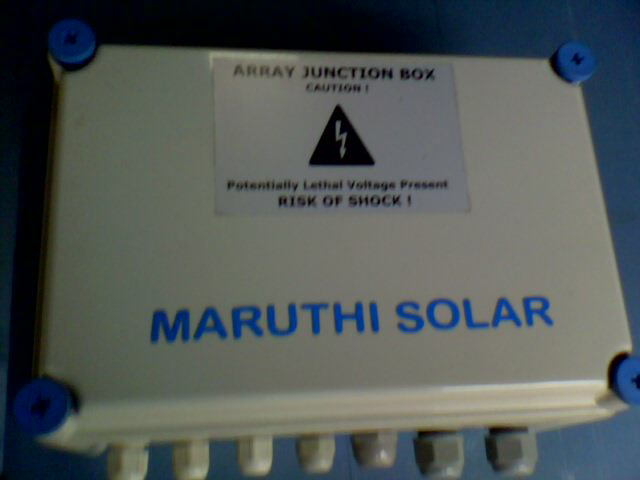 ARRAY JUNCTION BOX
CAUTION !
Potentially Lethal Voltage Present
RISK OF SHOCK !
MARUTHI SOLAR